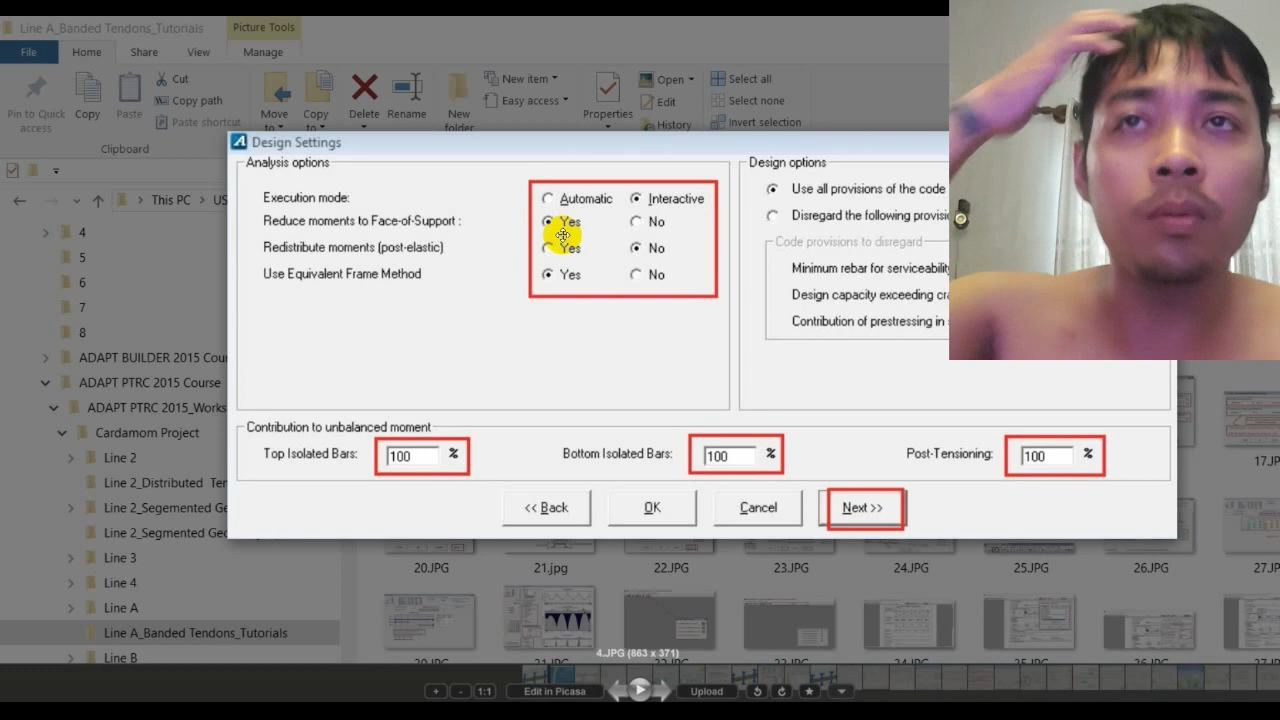 Line A_Banded Tendons_Tutorials
Picture Tools
File
Home
Share
View
Manage
Pin to Quick access
Copy
Paste
Cut
Copy path
Paste shortcut
Clipboard
Move to
Copy to
Delete
Rename
New folder
New item
Easy access
Properties
Open
Edit
History
Select all
Select none
Invert selection
This PC
4
5
6
7
8
ADAPT BUILDER 2015 Cou
ADAPT PTRC 2015 Course
ADAPT PTRC 2015_Works
Cardamom Project
Line 2
Line 2_Distributed Ten
Line 2_Segemented Ge
Line 2_Segmented Geo
Line 3
Line 4
Line A
Line A_Banded Tendons_Tutorials
Line B
Design Settings
Analysis options
Execution mode: Automatic Interactive
Reduce moments to Face-of-Support : Yes No
Redistribute moments (post-elastic) Yes No
Use Equivalent Frame Method Yes No
Design options
Use all provisions of the code
Disregard the following provisi
Code provisions to disregard
Minimum rebar for serviceabilit
Design capacity exceeding cra
Contribution of prestressing in
Contribution to unbalanced moment
Top Isolated Bars: 100 %
Bottom Isolated Bars: 100 %
Post-Tensioning: 100 %
<< Back
OK
Cancel
Next >>
17.JP
20.JPG
21.jpg
22.JPG
23.JPG
24.JPG
25.JPG
26.JPG
27.JP
4.JPG (863 x 371)
1:1
Edit in Picasa
Upload